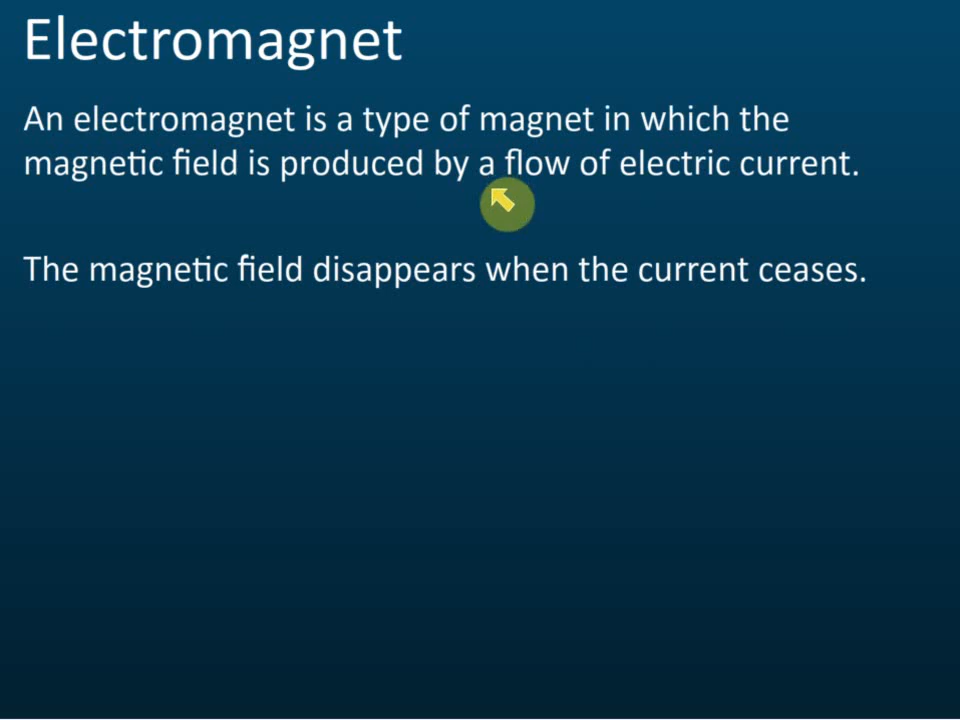 Electromagnet
An electromagnet is a type of magnet in which the
magnetic field is produced by a flow of electric current.
The magnetic field disappears when the current ceases.